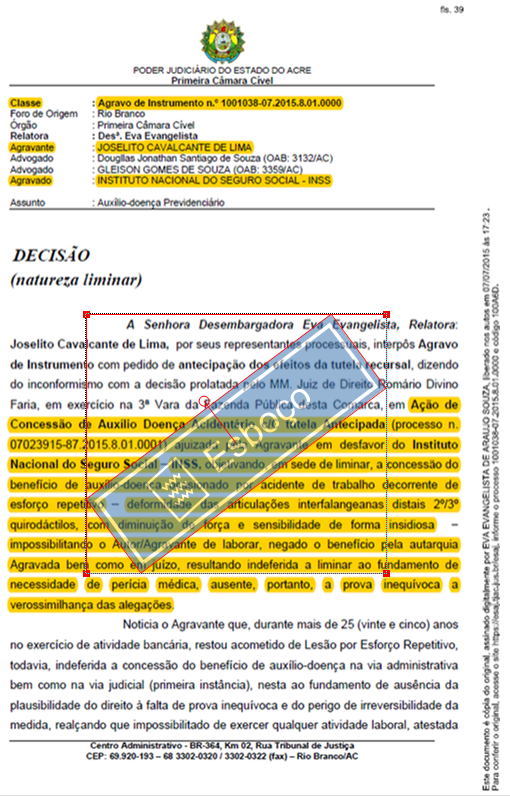 fls. 39
PODER JUDICIÁRIO DO ESTADO DO ACRE
Primeira Câmara Cível
Classe : Agravo de Instrumento n.º 1001038-07.2015.8.01.0000
Foro de Origem : Rio Branco
Órgão : Primeira Câmara Cível
Relatora : Desª. Eva Evangelista
Agravante : JOSELITO CAVALCANTE DE LIMA
Advogado : Dougllas Jonathan Santiago de Souza (OAB: 3132/AC)
Advogado : GLEISON GOMES DE SOUZA (OAB: 3359/AC)
Agravado : INSTITUTO NACIONAL DO SEGURO SOCIAL - INSS
Assunto : Auxílio-doença Previdenciário
DECISÃO
(natureza liminar)
A Senhora Desembargadora Eva Evangelista, Relatora:
Joselito Cavalcante de Lima, por seus representantes processuais, interpôs Agravo
de Instrumento com pedido de antecipação dos efeitos da tutela recursal, dizendo
do inconformismo com a decisão prolatada pelo MM. Juiz de Direito Romário Divino
Faria, em exercício na 3ª Vara da Fazenda Pública desta Comarca, em Ação de
Concessão de Auxílio Doença Acidentário c/c tutela Antecipada (processo n.
07023915-87.2015.8.01.0001) ajuizada pela Agravante em desfavor do Instituto
Nacional do Seguro Social – INSS, objetivando, em sede de liminar, a concessão do
benefício de auxílio-doença ocasionado por acidente de trabalho decorrente de
esforço repetitivo – deformidade das articulações interfalangeanas distais 2º/3º
quirodáctilos, com diminuição de força e sensibilidade de forma insidiosa –
impossibilitando o Autor/Agravante de laborar, negado o benefício pela autarquia
Agravada bem como em juízo, resultando indeferida a liminar ao fundamento de
necessidade de perícia médica, ausente, portanto, a prova inequívoca a
verossimilhança das alegações.
Noticia o Agravante que, durante mais de 25 (vinte e cinco) anos
no exercício de atividade bancária, restou acometido de Lesão por Esforço Repetitivo,
todavia, indeferida a concessão do benefício de auxílio-doença na via administrativa
bem como na via judicial (primeira instância), nesta ao fundamento de ausência da
plausibilidade do direito à falta de prova inequívoca e do perigo de irreversibilidade da
medida, realçando que impossibilitado de exercer qualquer atividade laboral, atestada
Centro Administrativo - BR-364, Km 02, Rua Tribunal de Justiça
CEP: 69.920-193 – 68 3302-0320 / 3302-0322 (fax) – Rio Branco/AC
Esboço
Este documento é cópia do original, assinado digitalmente por EVA EVANGELISTA DE ARAUJO SOUZA, liberado nos autos em 07/07/2015 às 17:23 .
Para conferir o original, acesse o site https://esaj.tjac.jus.br/esaj, informe o processo 1001038-07.2015.8.01.0000 e código 100A6D.